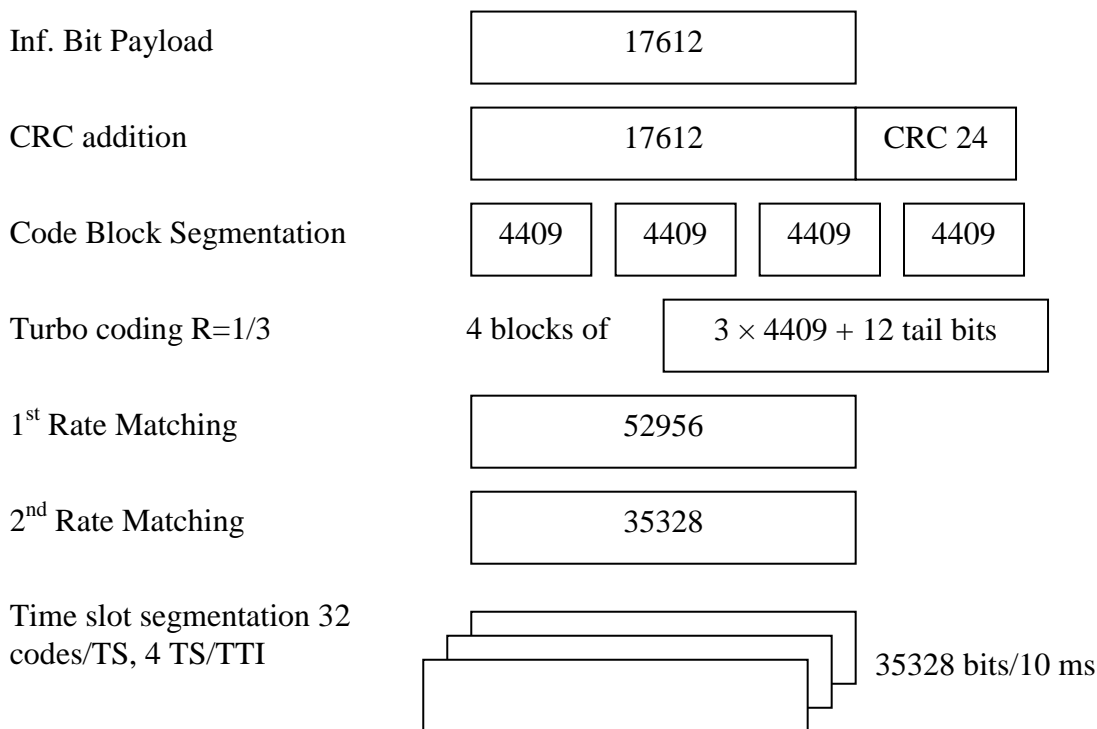 Inf. Bit Payload
17612
CRC addition
17612
CRC 24
Code Block Segmentation
4409
4409
4409
4409
Turbo coding R=1/3
4 blocks of
3 × 4409 + 12 tail bits
1st Rate Matching
52956
2nd Rate Matching
35328
Time slot segmentation 32
codes/TS, 4 TS/TTI
35328 bits/10 ms